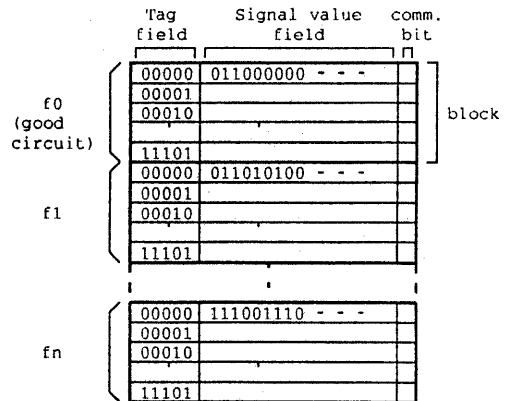 Tag Signal value comm.
field field bit
00000 011000000 - - -
00001
f0 00010
(good block
circuit)
11101
00000 011010100 - - -
00001
f1 00010
11101
00000 111001110 - - -
00001
fn 00010
11101